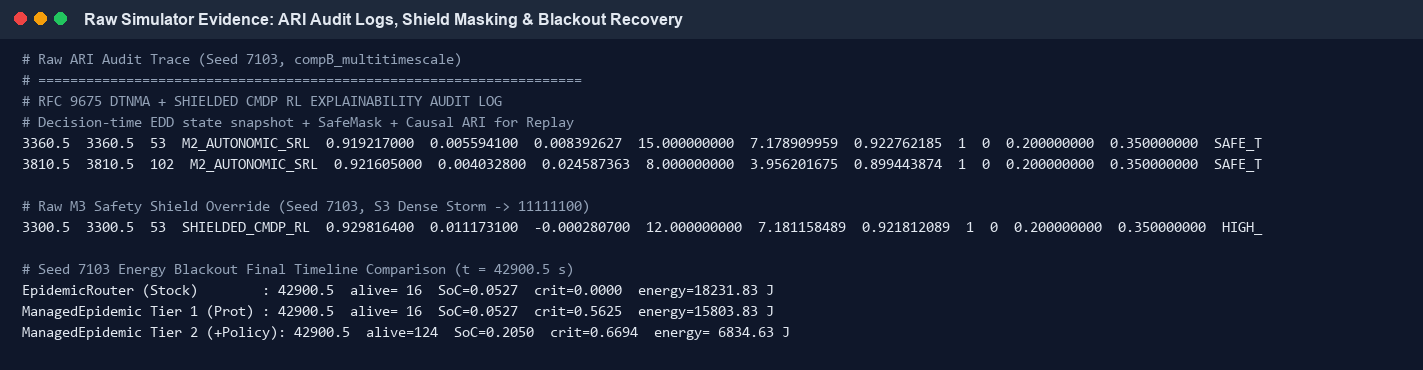 Raw Simulator Evidence: ARI Audit Logs, Shield Masking & Blackout Recovery
# Raw ARI Audit Trace (Seed 7103, compB_multitimescale)
# ==================================================================
# RFC 9675 DTNMA + SHIELDED CMDP RL EXPLAINABILITY AUDIT LOG
# Decision-time EDD state snapshot + SafeMask + Causal ARI for Replay
3360.5  3360.5  53  M2_AUTONOMIC_SRL  0.919217000  0.005594100  0.008392627  15.000000000  7.178909959  0.922762185  1  0  0.200000000  0.350000000  SAFE_T
3810.5  3810.5  102  M2_AUTONOMIC_SRL  0.921605000  0.004032800  0.024587363  8.000000000  3.956201675  0.899443874  1  0  0.200000000  0.350000000  SAFE_T
# Raw M3 Safety Shield Override (Seed 7103, S3 Dense Storm -> 11111100)
3300.5  3300.5  53  SHIELDED_CMDP_RL  0.929816400  0.011173100  -0.000280700  12.000000000  7.181158489  0.921812089  1  0  0.200000000  0.350000000  HIGH_
# Seed 7103 Energy Blackout Final Timeline Comparison (t = 42900.5 s)
EpidemicRouter (Stock)        : 42900.5  alive= 16  SoC=0.0527  crit=0.0000  energy=18231.83 J
ManagedEpidemic Tier 1 (Prot) : 42900.5  alive= 16  SoC=0.0527  crit=0.5625  energy=15803.83 J
ManagedEpidemic Tier 2 (+Policy): 42900.5  alive=124  SoC=0.2050  crit=0.6694  energy= 6834.63 J